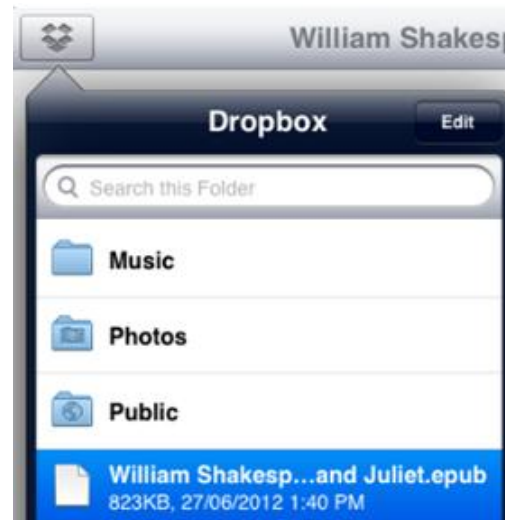 William Shakesp
Dropbox
Edit
Search this Folder
Music
Photos
Public
William Shakesp...and Juliet.epub
823KB, 27/06/2012 1:40 PM